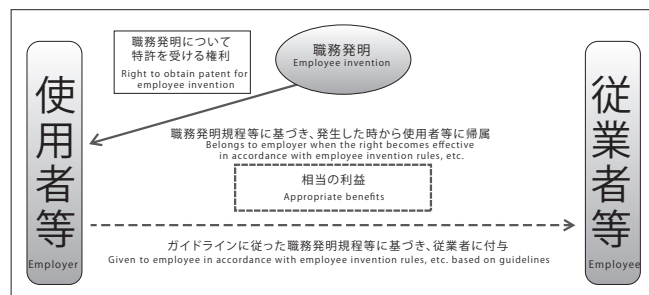 職務発明について
特許を受ける権利
Right to obtain patent for
employee invention
職務発明
Employee invention
使用者等
Employer
従業者等
Employee
職務発明規程等に基づき、発生した時から使用者等に帰属
Belongs to employer when the right becomes effective
in accordance with employee invention rules, etc.
相当の利益
Appropriate benefits
ガイドラインに従った職務発明規程等に基づき、従業者に付与
Given to employee in accordance with employee invention rules, etc. based on guidelines